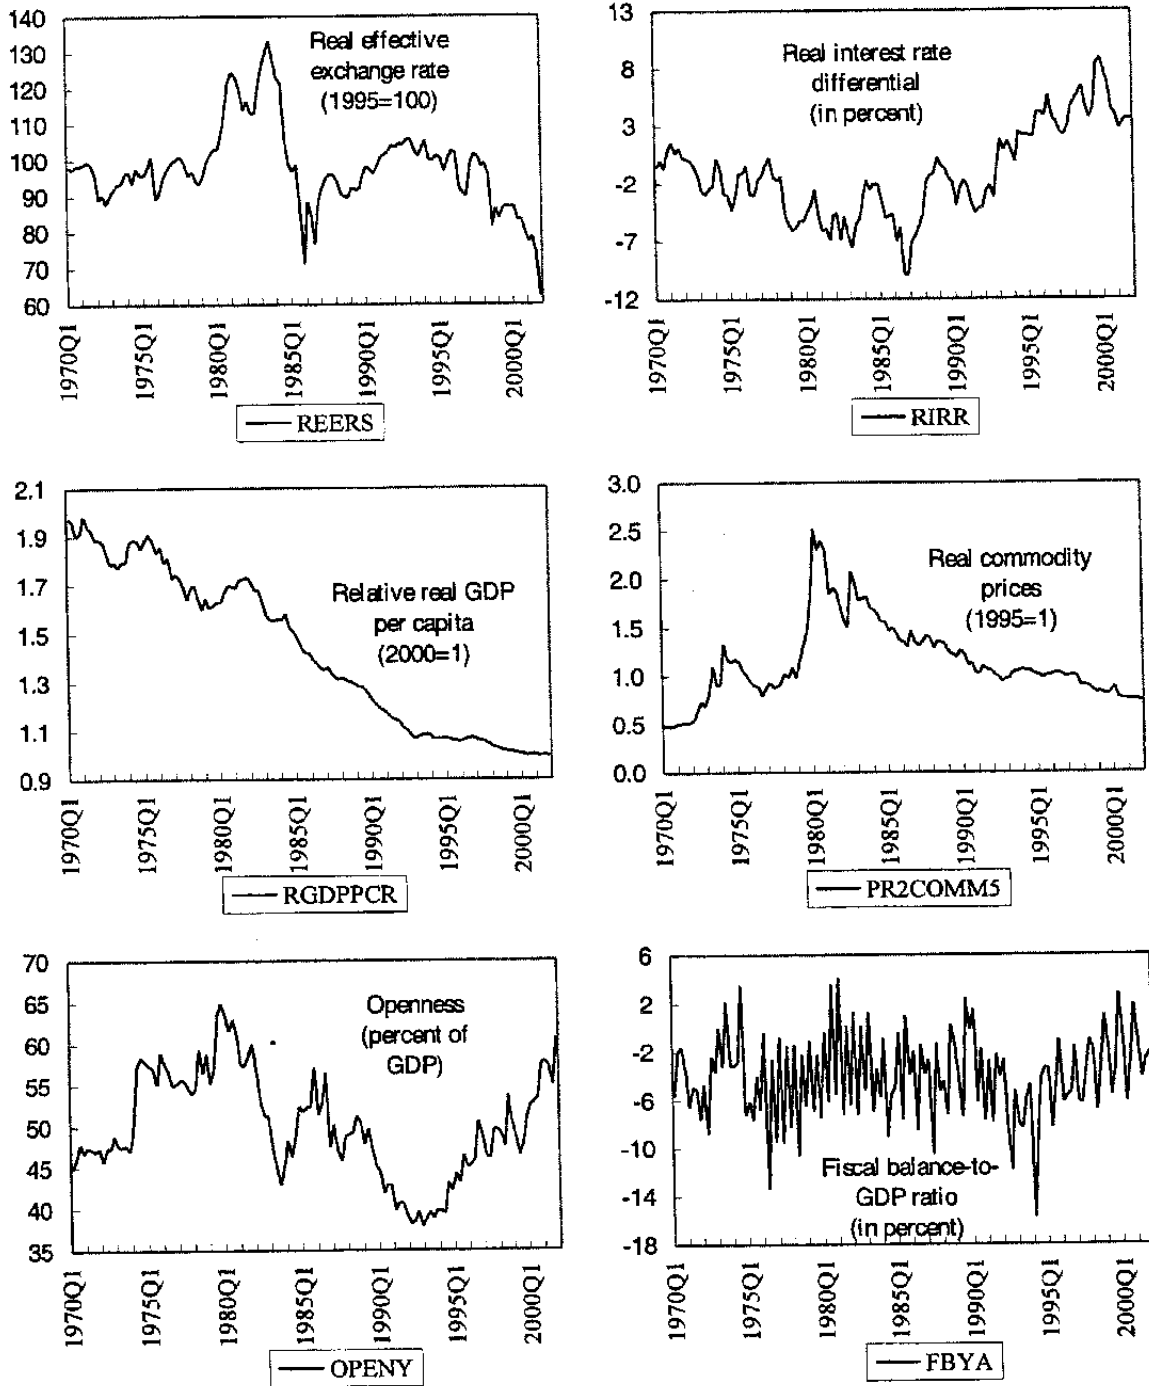 140
130
120
110
100
90
80
70
60
Real effective
exchange rate
(1995=100)
1970Q1
1975Q1
1980Q1
1985Q1
1990Q1
1995Q1
2000Q1
REERS
13
8
3
-2
-7
-12
Real interest rate
differential
(in percent)
1970Q1
1975Q1
1980Q1
1985Q1
1990Q1
1995Q1
2000Q1
RIRR
2.1
1.9
1.7
1.5
1.3
1.1
0.9
Relative real GDP
per capita
(2000=1)
1970Q1
1975Q1
1980Q1
1985Q1
1990Q1
1995Q1
2000Q1
RGDPPCR
3.0
2.5
2.0
1.5
1.0
0.5
0.0
Real commodity
prices
(1995=1)
1970Q1
1975Q1
1980Q1
1985Q1
1990Q1
1995Q1
2000Q1
PR2COMM5
70
65
60
55
50
45
40
35
Openness
(percent of
GDP)
1970Q1
1975Q1
1980Q1
1985Q1
1990Q1
1995Q1
2000Q1
OPENY
6
2
-2
-6
-10
-14
-18
Fiscal balance-to-
GDP ratio
(in percent)
1970Q1
1975Q1
1980Q1
1985Q1
1990Q1
1995Q1
2000Q1
FBYA